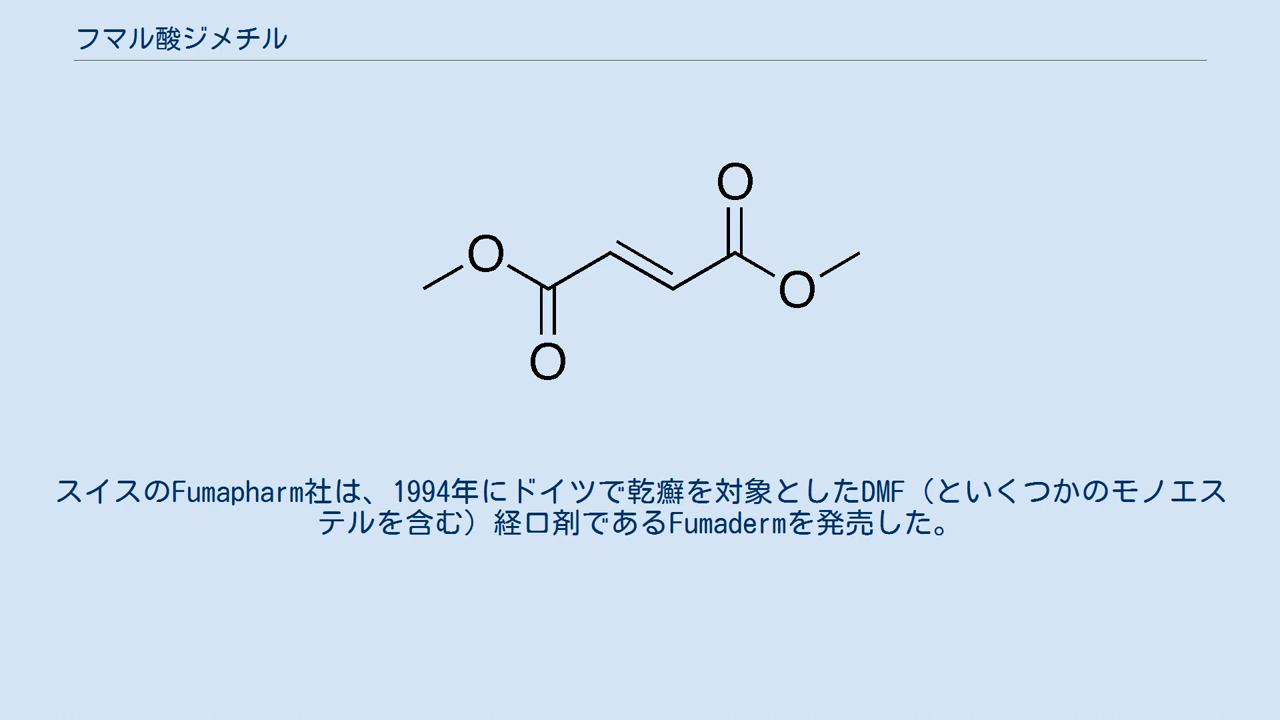 フマル酸ジメチル
O
O
O
O
スイスのFumapharm社は、1994年にドイツで乾癬を対象としたDMF（といくつかのモノエス
テルを含む）経口剤であるFumadermを発売した。